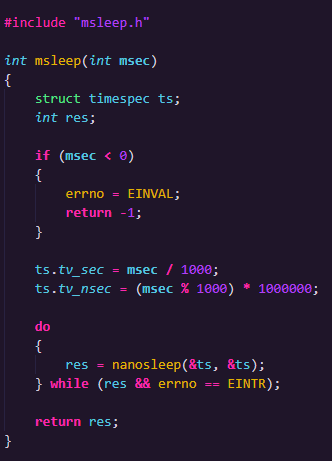 #include "msleep.h"

int msleep(int msec)
{
    struct timespec ts;
    int res;

    if (msec < 0)
    {
        errno = EINVAL;
        return -1;
    }

    ts.tv_sec = msec / 1000;
    ts.tv_nsec = (msec % 1000) * 1000000;

    do
    {
        res = nanosleep(&ts, &ts);
    } while (res && errno == EINTR);

    return res;
}